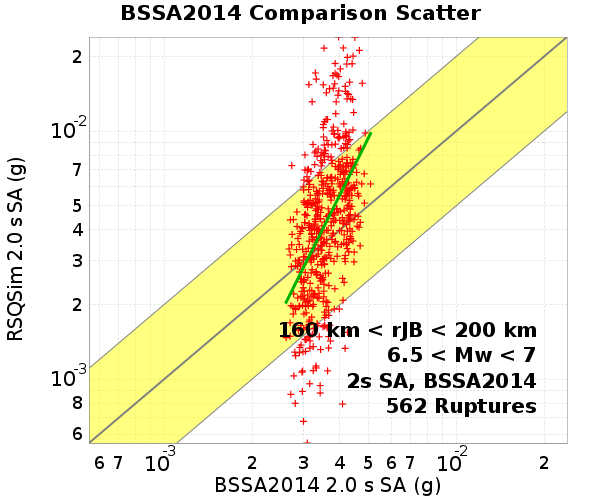 BSSA2014 Comparison Scatter
RSQSim 2.0 s SA (g)
2
10-2
7
5
4
3
2
10-3
8
6
160 km < rJB < 200 km
6.5 < Mw < 7
2s SA, BSSA2014
562 Ruptures
6 7 10-3 2 3 4 5 6 7 10-2 2
BSSA2014 2.0 s SA (g)